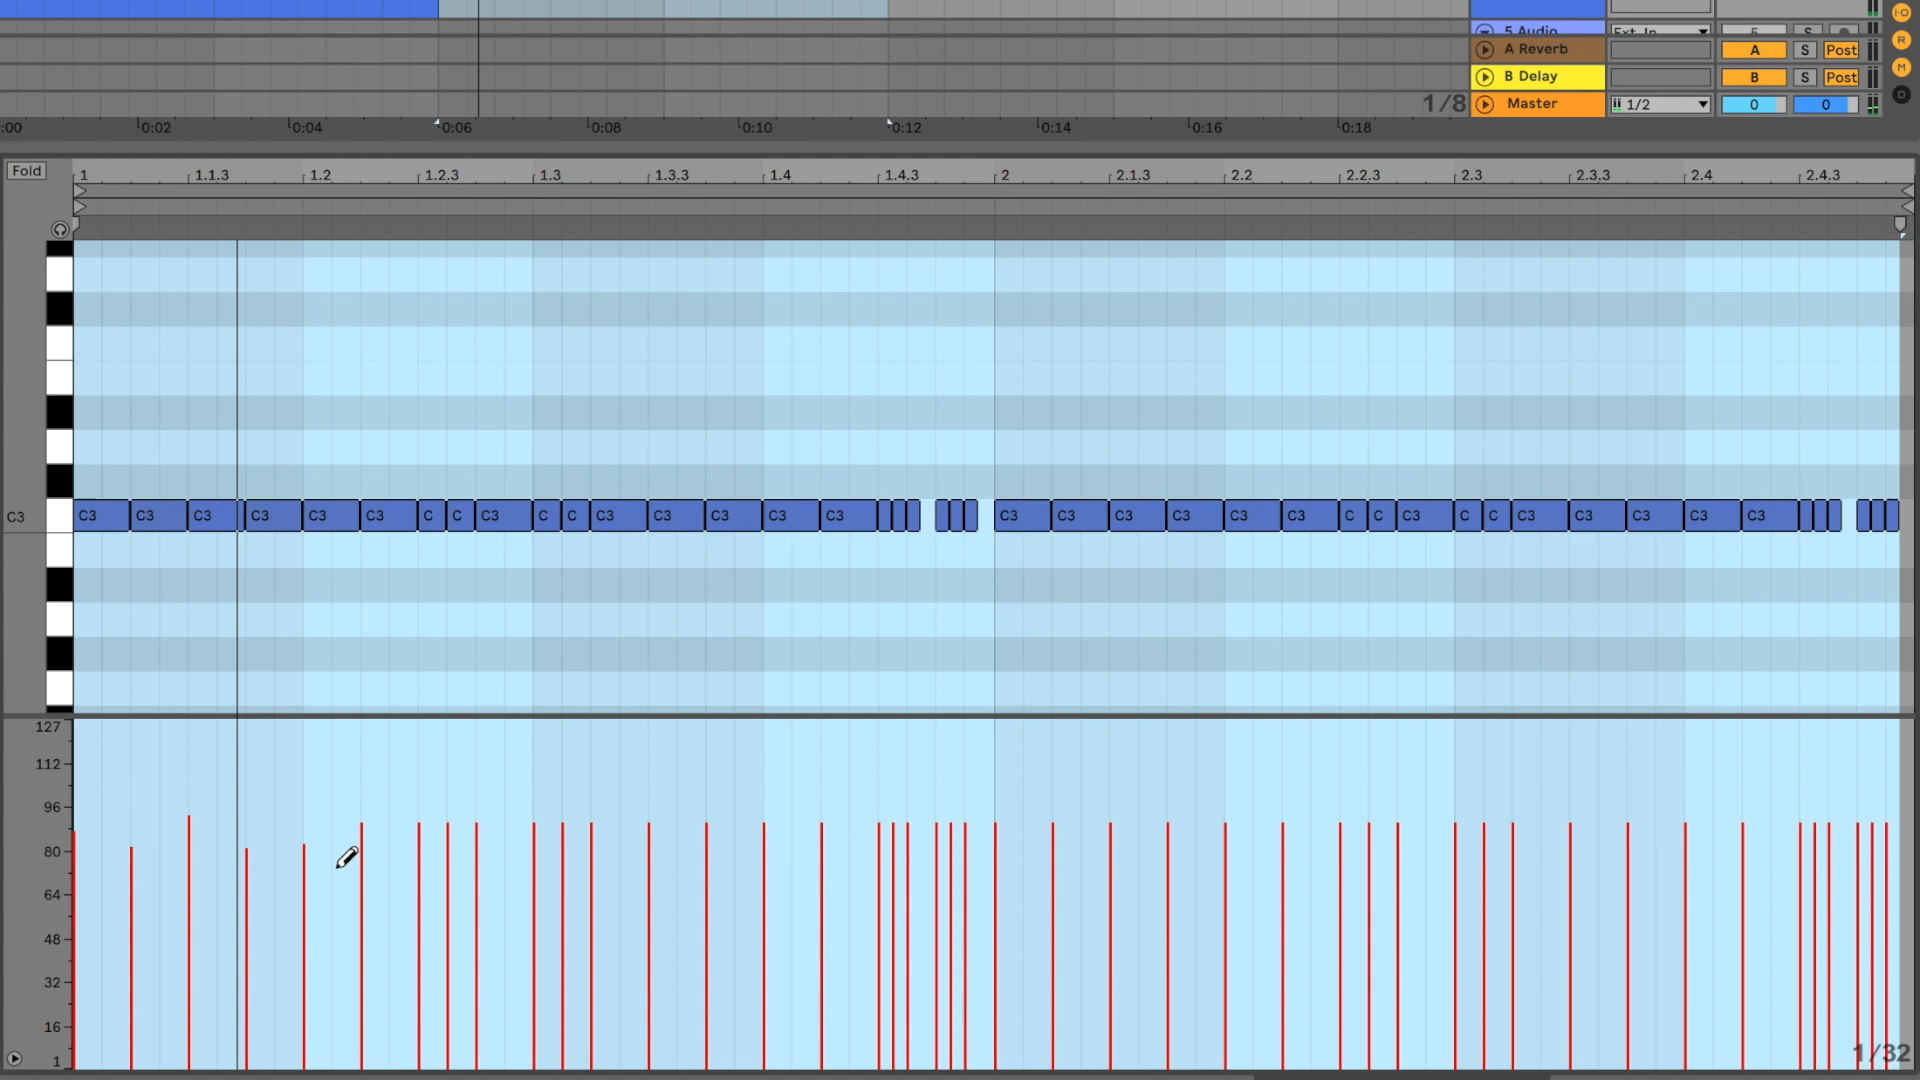 5 Audio Ext. In 5 S
A Reverb A S Post
B Delay B S Post
1/8 Master 1/2 0 0
I·O
R
M
D
:00 0:02 0:04 0:06 0:08 0:10 0:12 0:14 0:16 0:18
Fold 1 1.1.3 1.2 1.2.3 1.3 1.3.3 1.4 1.4.3 2 2.1.3 2.2 2.2.3 2.3 2.3.3 2.4 2.4.3
C3 C3 C3 C3 C3 C3 C3 C C C3 C C C3 C3 C3 C3 C3 C3 C3 C3 C3 C3 C3 C C C3 C C C3 C3 C3 C3 C3
127
112
96
80
64
48
32
16
1
1/32